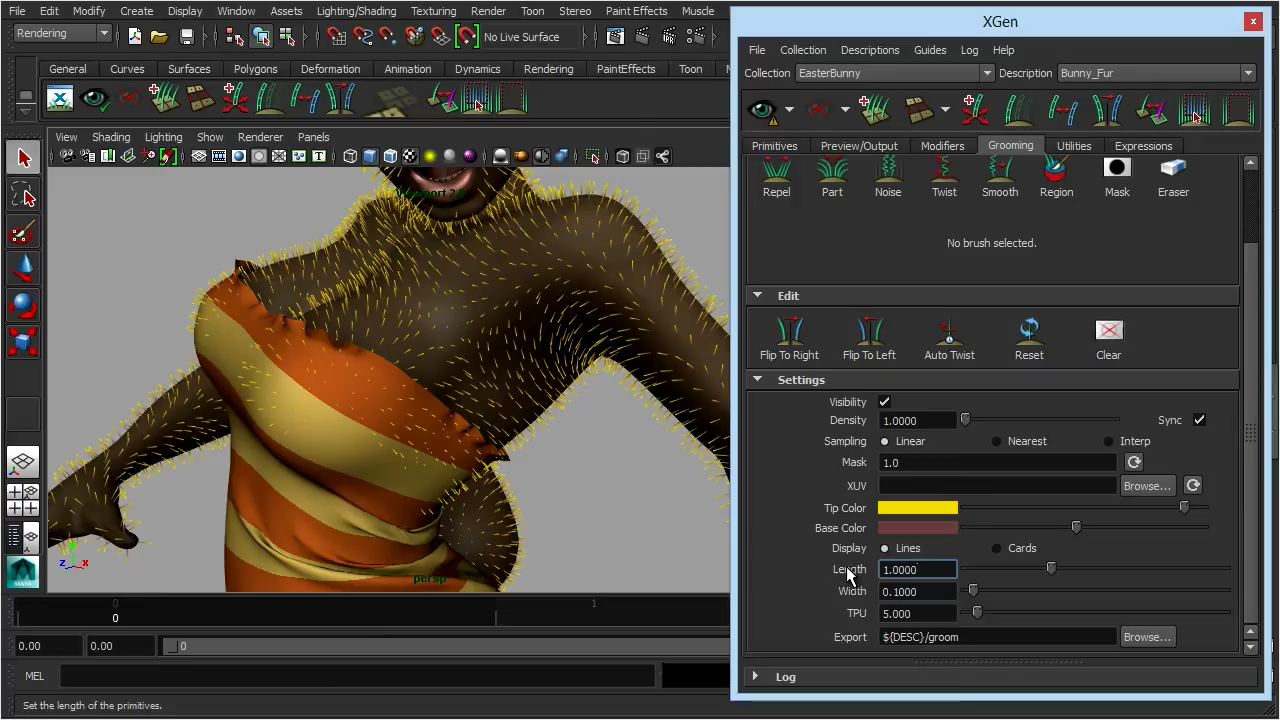 File Edit Modify Create Display Window Assets Lighting/Shading Texturing Render Toon Stereo Paint Effects Muscle
Rendering
No Live Surface
General Curves Surfaces Polygons Deformation Animation Dynamics Rendering PaintEffects Toon
View Shading Lighting Show Renderer Panels
Viewport 2.0
persp
z
x
0
1
0
0.00
0.00
0
MEL
Set the length of the primitives.
XGen
x
File Collection Descriptions Guides Log Help
Collection EasterBunny Description Bunny_Fur
Primitives Preview/Output Modifiers Grooming Utilities Expressions
Repel Part Noise Twist Smooth Region Mask Eraser
No brush selected.
Edit
Flip To Right Flip To Left Auto Twist Reset Clear
Settings
Visibility
Density 1.0000 Sync
Sampling Linear Nearest Interp
Mask 1.0
XUV Browse...
Tip Color
Base Color
Display Lines Cards
Length 1.0000
Width 0.1000
TPU 5.000
Export ${DESC}/groom Browse...
Log